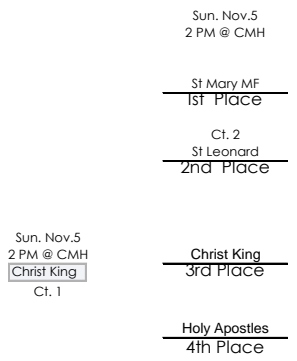 Sun. Nov.5
2 PM @ CMH
St Mary MF
1st Place
Ct. 2
St Leonard
2nd Place
Sun. Nov.5
2 PM @ CMH
Christ King
Ct. 1
Christ King
3rd Place
Holy Apostles
4th Place